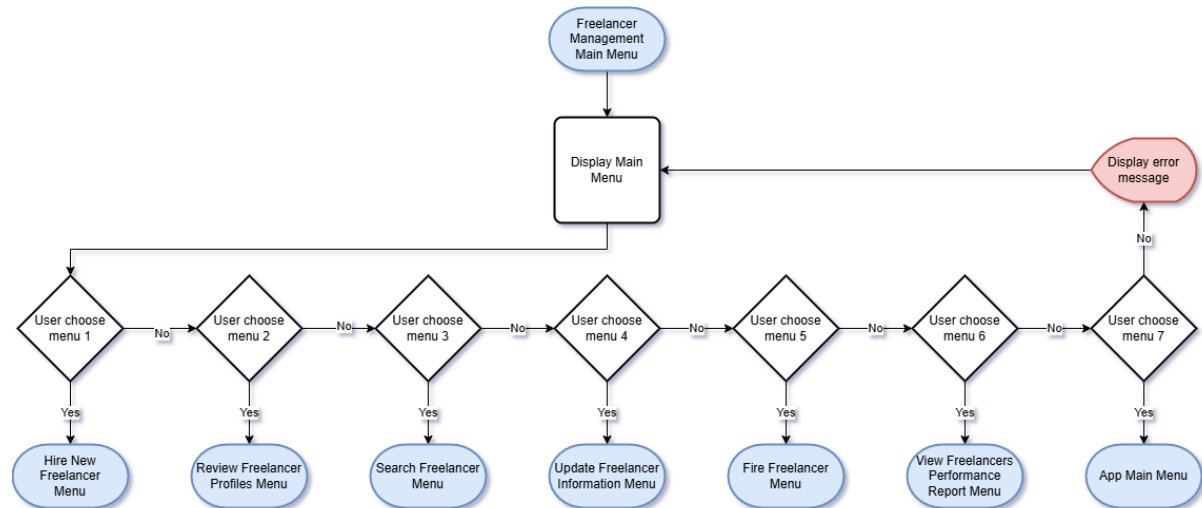 Freelancer
Management
Main Menu
Display Main
Menu
Display error
message
No
User choose
menu 1
No
User choose
menu 2
No
User choose
menu 3
No
User choose
menu 4
No
User choose
menu 5
No
User choose
menu 6
No
User choose
menu 7
Yes
Yes
Yes
Yes
Yes
Yes
Yes
Hire New
Freelancer
Menu
Review Freelancer
Profiles Menu
Search Freelancer
Menu
Update Freelancer
Information Menu
Fire Freelancer
Menu
View Freelancers
Performance
Report Menu
App Main Menu